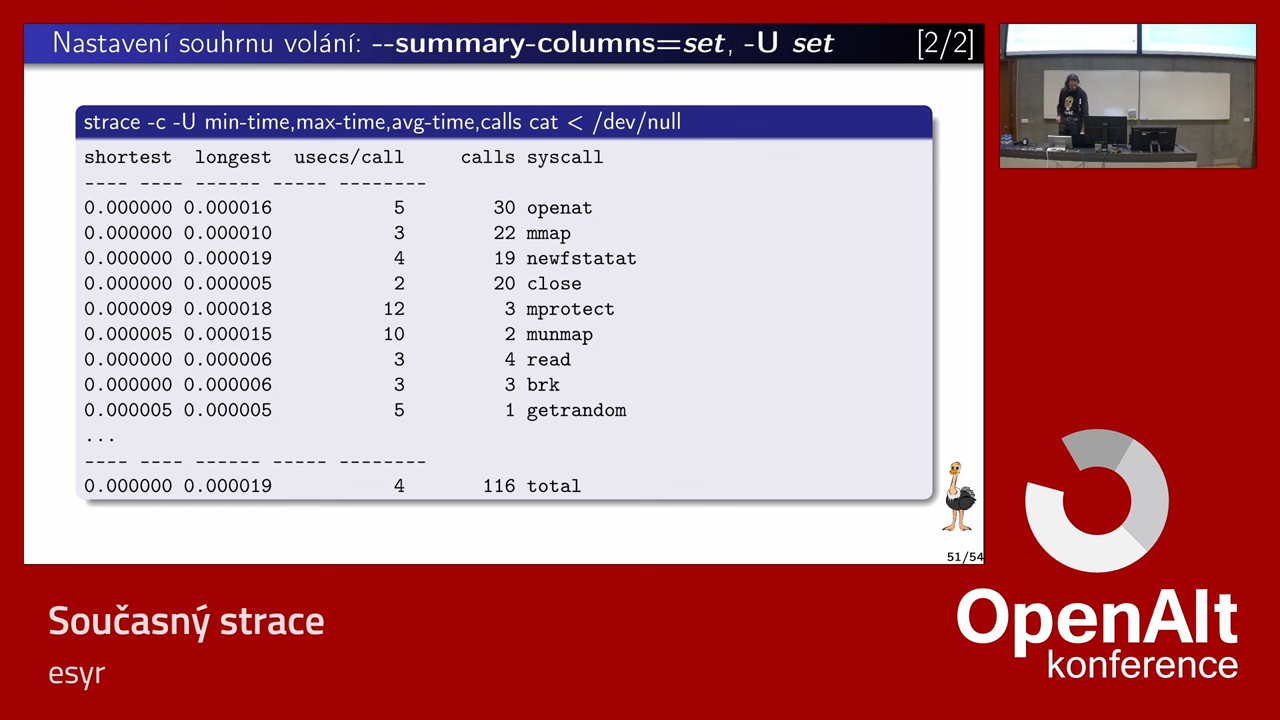 Nastavení souhrnu volání: --summary-columns=set, -U set [2/2]
strace -c -U min-time,max-time,avg-time,calls cat < /dev/null
shortest longest usecs/call calls syscall
---- ---- ------ ----- --------
0.000000 0.000016 5 30 openat
0.000000 0.000010 3 22 mmap
0.000000 0.000019 4 19 newfstatat
0.000000 0.000005 2 20 close
0.000009 0.000018 12 3 mprotect
0.000005 0.000015 10 2 munmap
0.000000 0.000006 3 4 read
0.000000 0.000006 3 3 brk
0.000005 0.000005 5 1 getrandom
...
---- ---- ------ ----- --------
0.000000 0.000019 4 116 total
51/54
Současný strace
esyr
OpenAlt
konference